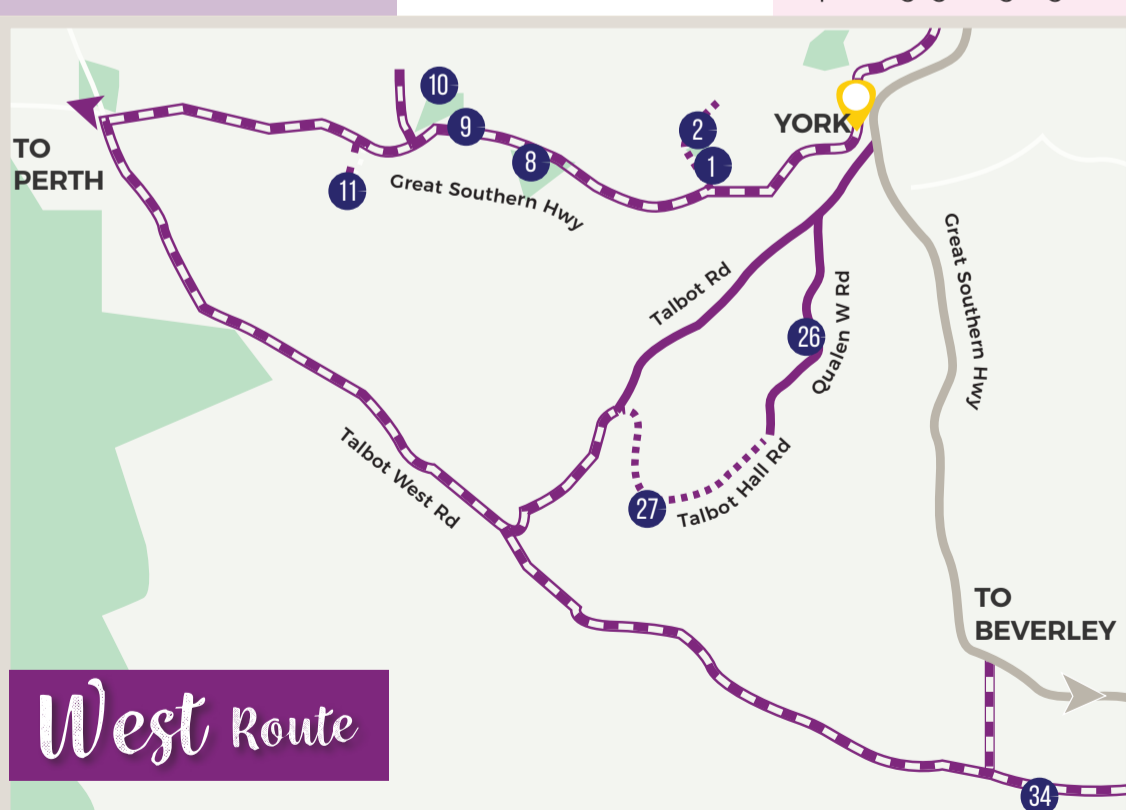 10
2
YORK
9
TO
PERTH
8
1
11
Great Southern Hwy
Great Southern Hwy
Talbot Rd
Qualen W Rd
26
Talbot West Rd
Talbot Hall Rd
27
TO
BEVERLEY
West Route
34